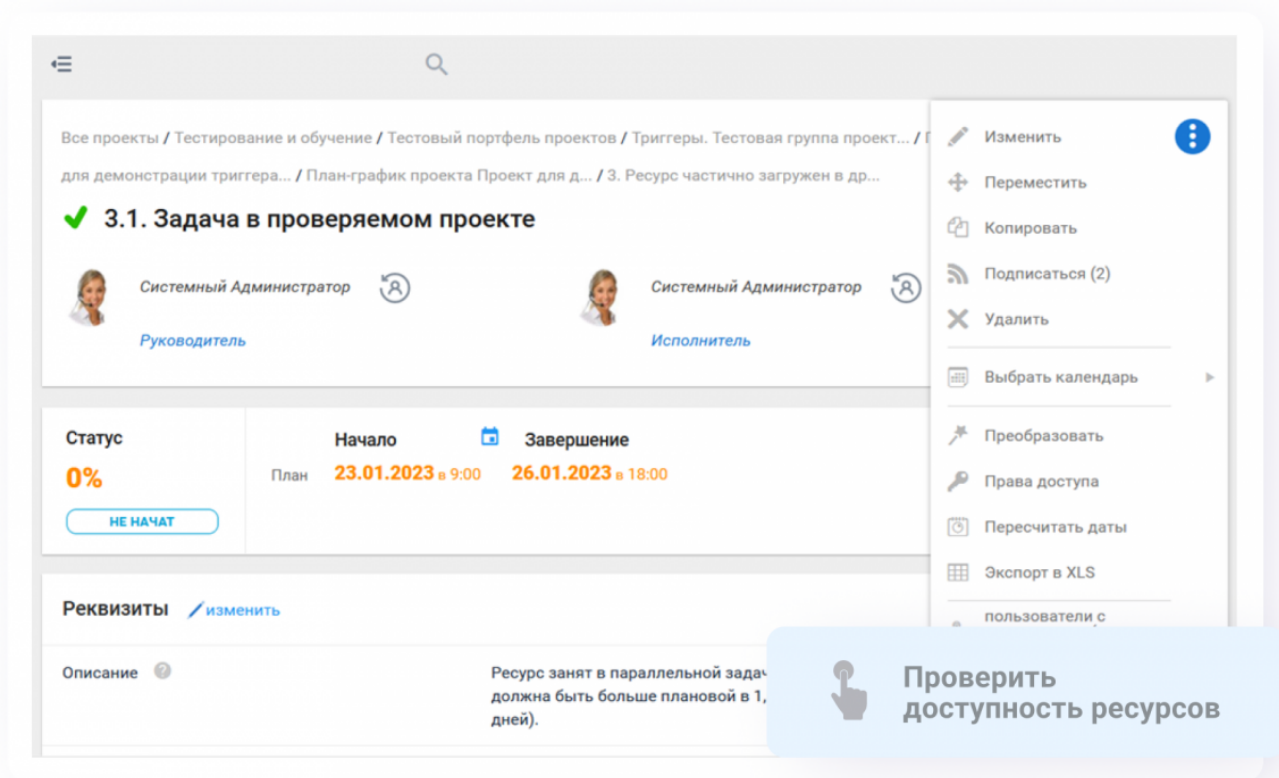 Все проекты / Тестирование и обучение / Тестовый портфель проектов / Триггеры. Тестовая группа проект... /
для демонстрации триггера... / План-график проекта Проект для д... / 3. Ресурс частично загружен в др...
3.1. Задача в проверяемом проекте
Системный Администратор
Руководитель
Системный Администратор
Исполнитель
Статус
0%
НЕ НАЧАТ
Начало
Завершение
План
23.01.2023 в 9:00
26.01.2023 в 18:00
Реквизиты
изменить
Описание
?
Ресурс занят в параллельной
должна быть больше плановой в 1,
дней).
Изменить
Переместить
Копировать
Подписаться (2)
Удалить
Выбрать календарь
Преобразовать
Права доступа
Пересчитать даты
Экспорт в XLS
пользователи с
Проверить
доступность ресурсов